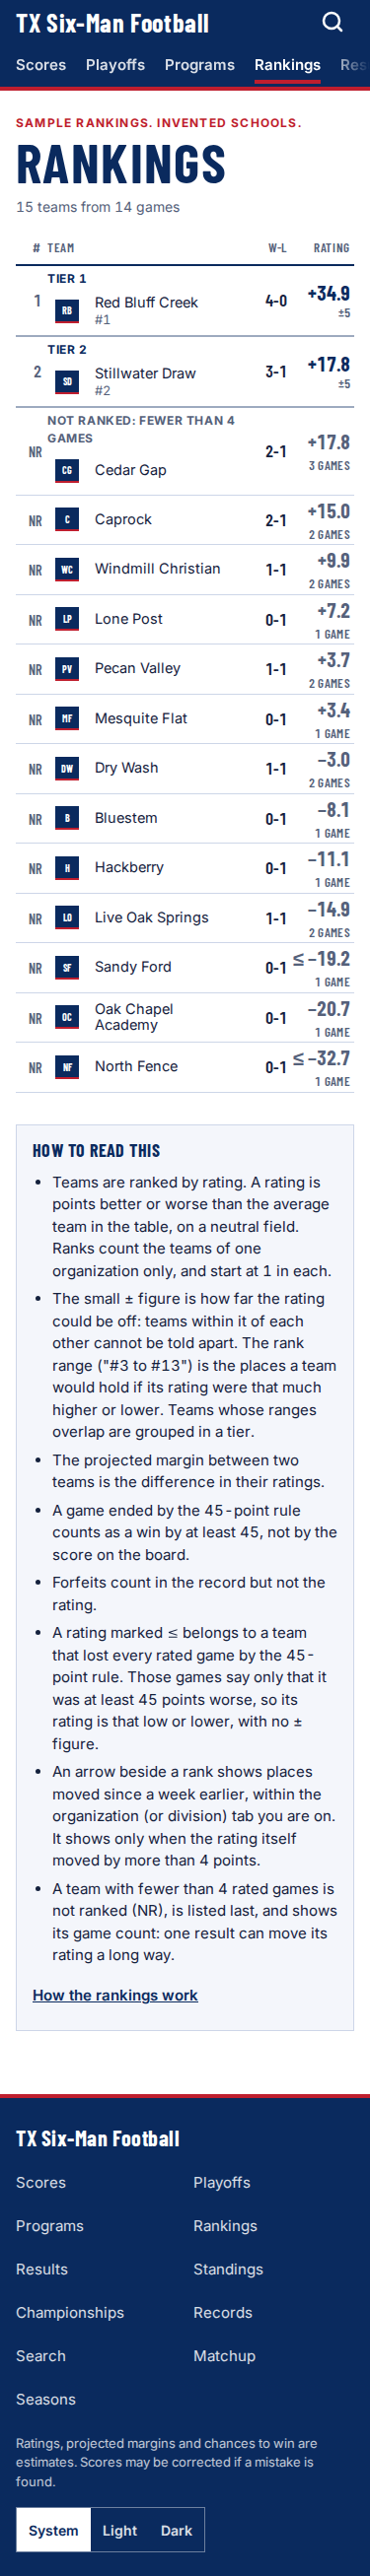 TX Six-Man Football
Scores Playoffs Programs Rankings Res
SAMPLE RANKINGS. INVENTED SCHOOLS.
RANKINGS
15 teams from 14 games
# TEAM W-L RATING
TIER 1
1 RB Red Bluff Creek 4-0 +34.9
#1 ±5
TIER 2
2 SD Stillwater Draw 3-1 +17.8
#2 ±5
NOT RANKED: FEWER THAN 4
GAMES
NR CG Cedar Gap 2-1 +17.8
3 GAMES
NR C Caprock 2-1 +15.0
2 GAMES
NR WC Windmill Christian 1-1 +9.9
2 GAMES
NR LP Lone Post 0-1 +7.2
1 GAME
NR PV Pecan Valley 1-1 +3.7
2 GAMES
NR MF Mesquite Flat 0-1 +3.4
1 GAME
NR DW Dry Wash 1-1 −3.0
2 GAMES
NR B Bluestem 0-1 −8.1
1 GAME
NR H Hackberry 0-1 −11.1
1 GAME
NR LO Live Oak Springs 1-1 −14.9
2 GAMES
NR SF Sandy Ford 0-1 ≤ −19.2
1 GAME
NR OC Oak Chapel
Academy 0-1 −20.7
1 GAME
NR NF North Fence 0-1 ≤ −32.7
1 GAME
HOW TO READ THIS
• Teams are ranked by rating. A rating is
points better or worse than the average
team in the table, on a neutral field.
Ranks count the teams of one
organization only, and start at 1 in each.
• The small ± figure is how far the rating
could be off: teams within it of each
other cannot be told apart. The rank
range ("#3 to #13") is the places a team
would hold if its rating were that much
higher or lower. Teams whose ranges
overlap are grouped in a tier.
• The projected margin between two
teams is the difference in their ratings.
• A game ended by the 45-point rule
counts as a win by at least 45, not by the
score on the board.
• Forfeits count in the record but not the
rating.
• A rating marked ≤ belongs to a team
that lost every rated game by the 45-
point rule. Those games say only that it
was at least 45 points worse, so its
rating is that low or lower, with no ±
figure.
• An arrow beside a rank shows places
moved since a week earlier, within the
organization (or division) tab you are on.
It shows only when the rating itself
moved by more than 4 points.
• A team with fewer than 4 rated games is
not ranked (NR), is listed last, and shows
its game count: one result can move its
rating a long way.
How the rankings work
TX Six-Man Football
Scores Playoffs
Programs Rankings
Results Standings
Championships Records
Search Matchup
Seasons
Ratings, projected margins and chances to win are
estimates. Scores may be corrected if a mistake is
found.
System Light Dark